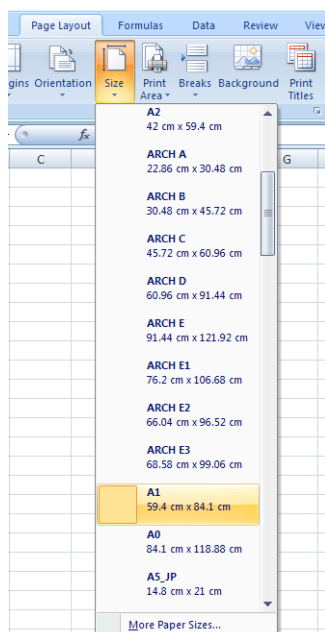 Page Layout Formulas Data Review View
gins Orientation Size Print Area Breaks Background Print Titles
fx
C G
A2
42 cm x 59.4 cm
ARCH A
22.86 cm x 30.48 cm
ARCH B
30.48 cm x 45.72 cm
ARCH C
45.72 cm x 60.96 cm
ARCH D
60.96 cm x 91.44 cm
ARCH E
91.44 cm x 121.92 cm
ARCH E1
76.2 cm x 106.68 cm
ARCH E2
66.04 cm x 96.52 cm
ARCH E3
68.58 cm x 99.06 cm
A1
59.4 cm x 84.1 cm
A0
84.1 cm x 118.88 cm
A5_JP
14.8 cm x 21 cm
More Paper Sizes...